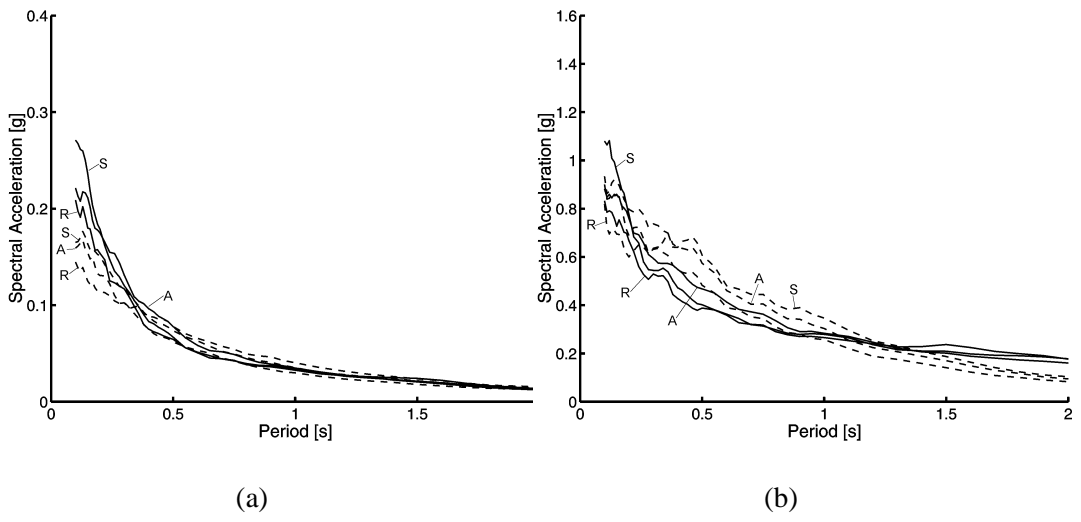 0.4
0.3
0.2
0.1
0
Spectral Acceleration [g]
S
R
S
A
R
A
0 0.5 1 1.5
Period [s]
(a)
1.6
1.4
1.2
1
0.8
0.6
0.4
0.2
0
Spectral Acceleration [g]
S
R
A
S
R
A
0 0.5 1 1.5 2
Period [s]
(b)